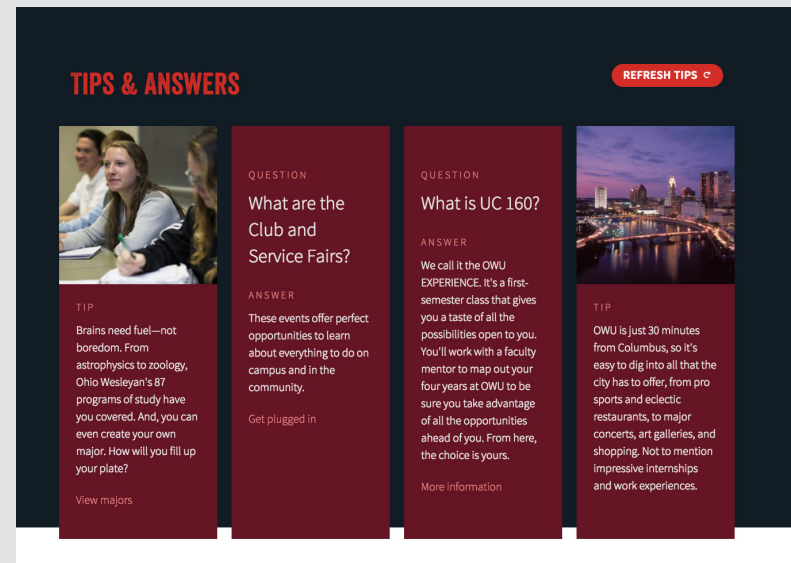 TIPS & ANSWERS
REFRESH TIPS
TIP
Brains need fuel—not
boredom. From
astrophysics to zoology,
Ohio Wesleyan's 87
programs of study have
you covered. And, you can
even create your own
major. How will you fill up
your plate?
View majors
QUESTION
What are the
Club and
Service Fairs?
ANSWER
These events offer perfect
opportunities to learn
about everything to do on
campus and in the
community.
Get plugged in
QUESTION
What is UC 160?
ANSWER
We call it the OWU
EXPERIENCE. It's a first-
semester class that gives
you a taste of all the
possibilities open to you.
You'll work with a faculty
mentor to map out your
four years at OWU to be
sure you take advantage
of all the opportunities
ahead of you. From here,
the choice is yours.
More information
TIP
OWU is just 30 minutes
from Columbus, so it's
easy to dig into all that the
city has to offer, from pro
sports and eclectic
restaurants, to major
concerts, art galleries, and
shopping. Not to mention
impressive internships
and work experiences.